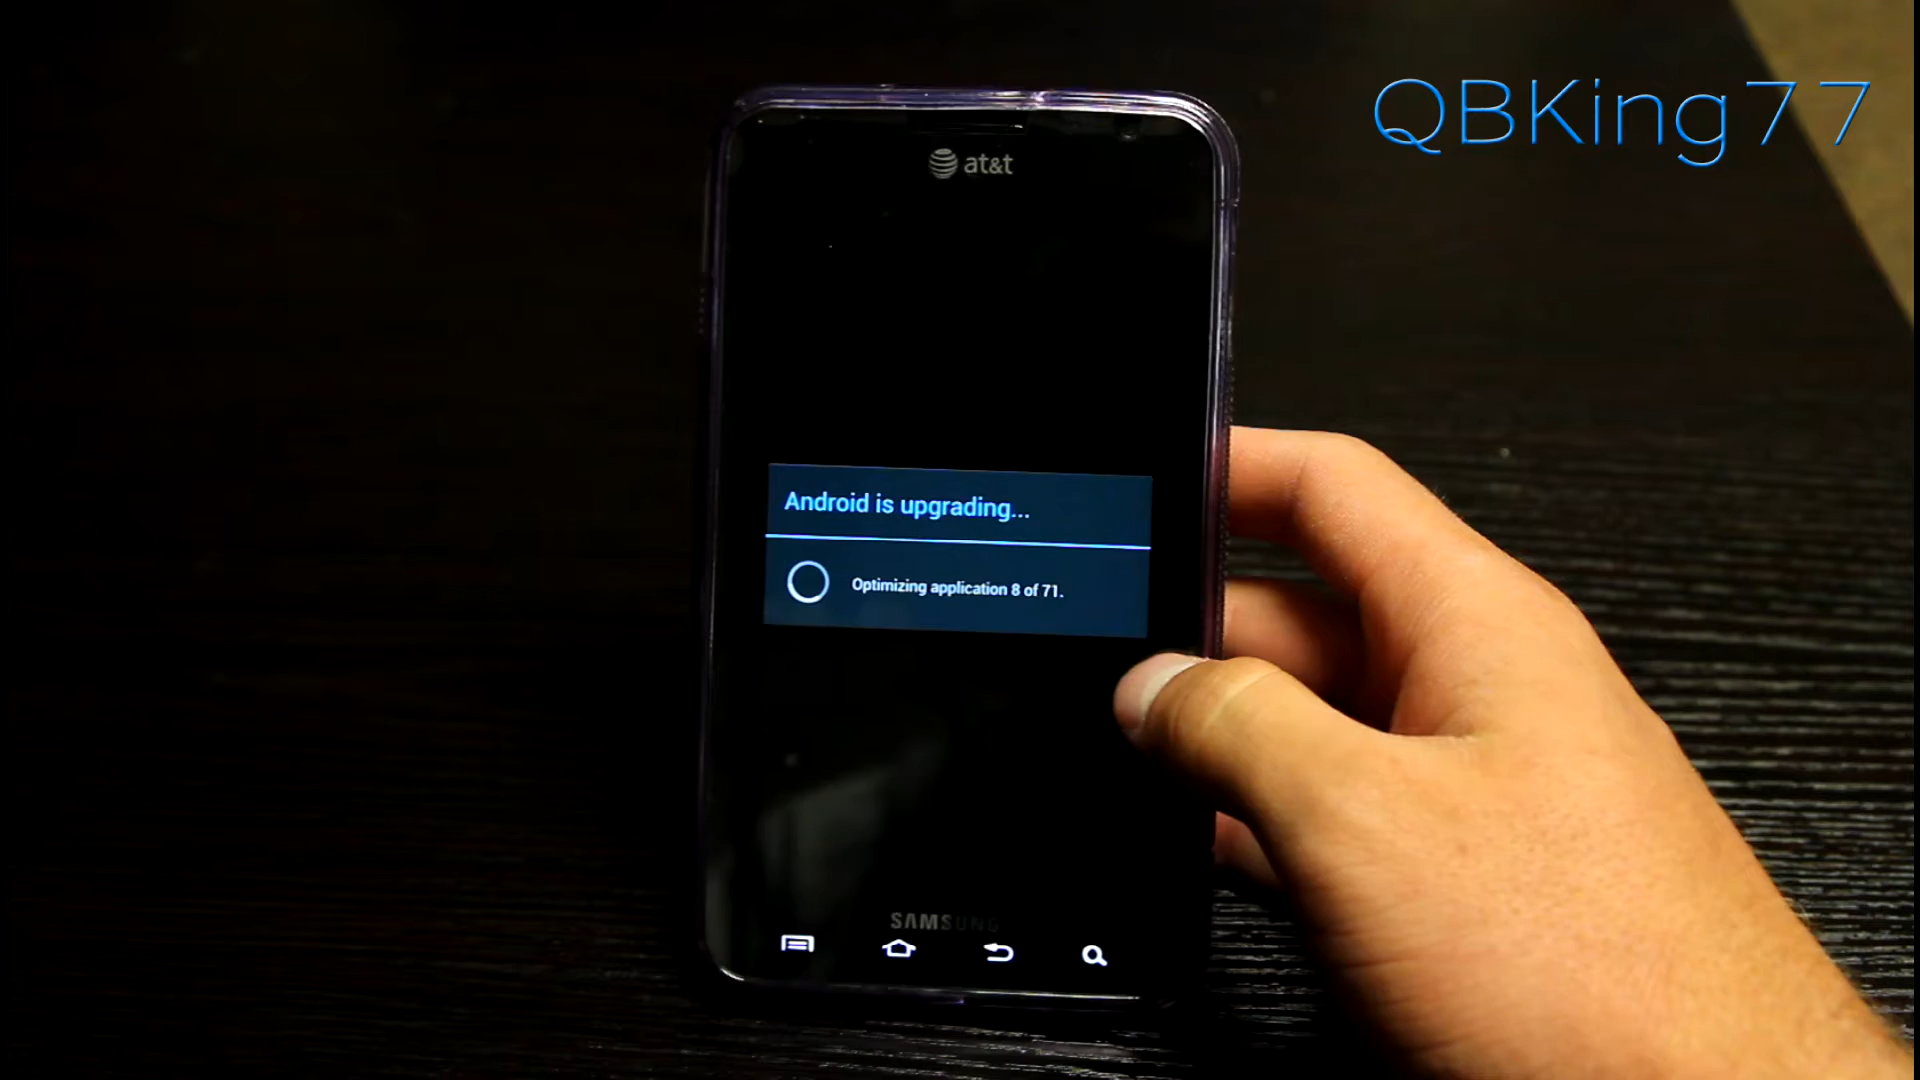 QBKing77
at&t
Android is upgrading...
Optimizing application 8 of 71.
SAMSUNG